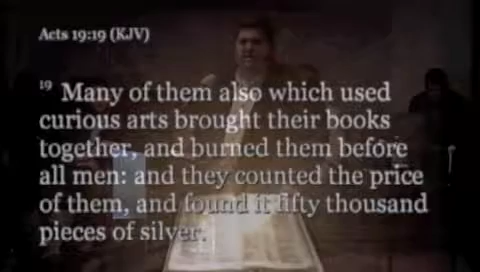 Acts 19:19 (KJV)
19 Many of them also which used
curious arts brought their books
together, and burned them before
all men: and they counted the price
of them, and found it fifty thousand
pieces of silver.